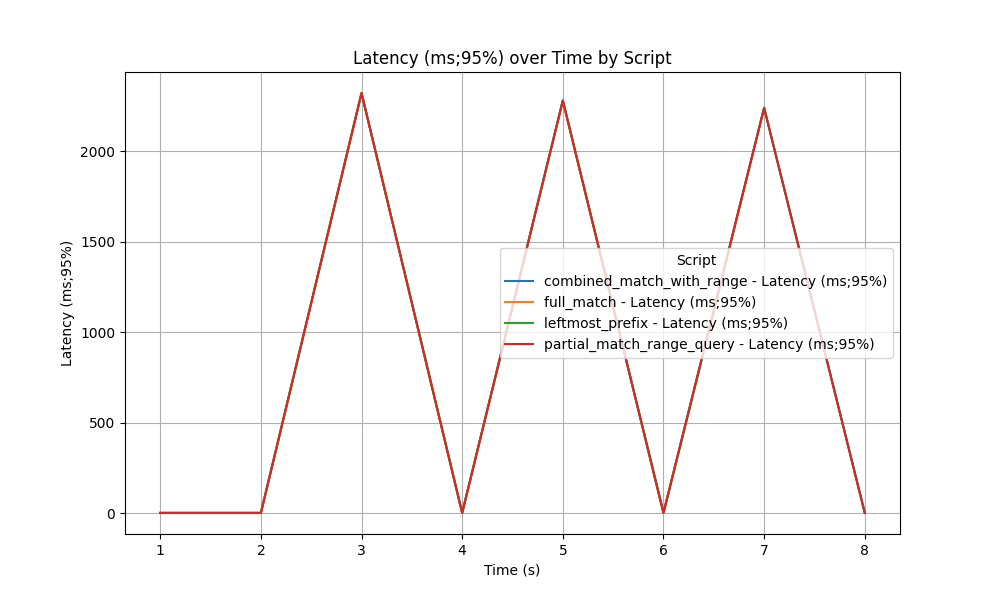 Latency (ms;95%) over Time by Script
2000
1500
1000
500
0
Latency (ms;95%)
Script
combined_match_with_range - Latency (ms;95%)
full_match - Latency (ms;95%)
leftmost_prefix - Latency (ms;95%)
partial_match_range_query - Latency (ms;95%)
1 2 3 4 5 6 7 8
Time (s)